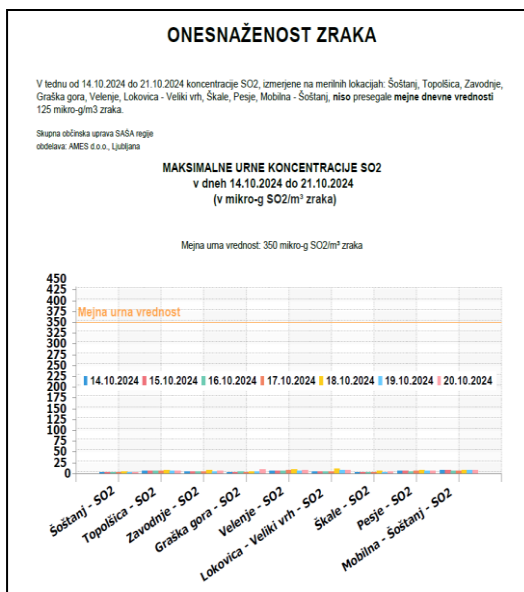 ONESNAŽENOST ZRAKA
V tednu od 14.10.2024 do 21.10.2024 koncentracije SO2, izmerjene na merilnih lokacijah: Šoštanj, Topolšica, Zavodnje,
Graška gora, Velenje, Lokovica - Veliki vrh, Škale, Pesje, Mobilna - Šoštanj, niso presegale mejne dnevne vrednosti
125 mikro-g/m3 zraka.
Skupna občinska uprava SAŠA regije
obdelava: AMES d.o.o., Ljubljana
MAKSIMALNE URNE KONCENTRACIJE SO2
v dneh 14.10.2024 do 21.10.2024
(v mikro-g SO2/m³ zraka)
Mejna urna vrednost: 350 mikro-g SO2/m³ zraka
450
425
400
375
350
325
300
275
250
225
200
175
150
125
100
75
50
25
0
Mejna urna vrednost
14.10.2024 15.10.2024 16.10.2024 17.10.2024 18.10.2024 19.10.2024 20.10.2024
Šoštanj - SO2
Topolšica - SO2
Zavodnje - SO2
Graška gora - SO2
Velenje - SO2
Lokovica - Veliki vrh - SO2
Škale - SO2
Pesje - SO2
Mobilna - Šoštanj - SO2